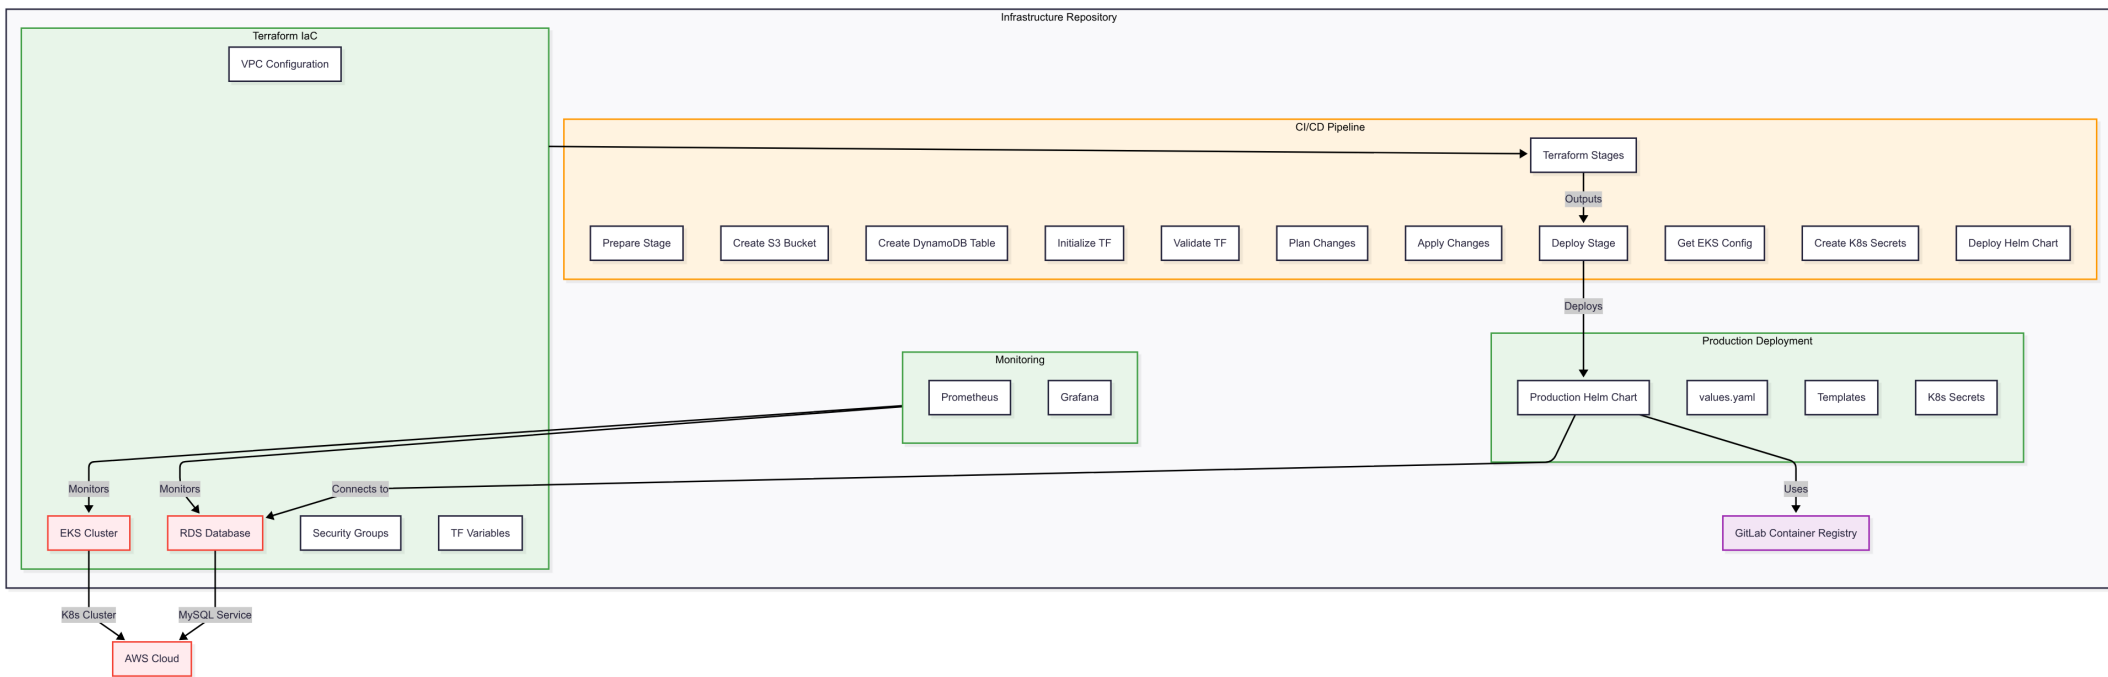 Infrastructure Repository
Terraform IaC
VPC Configuration
CI/CD Pipeline
Terraform Stages
Outputs
Prepare Stage
Create S3 Bucket
Create DynamoDB Table
Initialize TF
Validate TF
Plan Changes
Apply Changes
Deploy Stage
Get EKS Config
Create K8s Secrets
Deploy Helm Chart
Deploys
Production Deployment
Monitoring
Prometheus
Grafana
Production Helm Chart
values.yaml
Templates
K8s Secrets
Monitors
Monitors
Connects to
Uses
EKS Cluster
RDS Database
Security Groups
TF Variables
GitLab Container Registry
K8s Cluster
MySQL Service
AWS Cloud